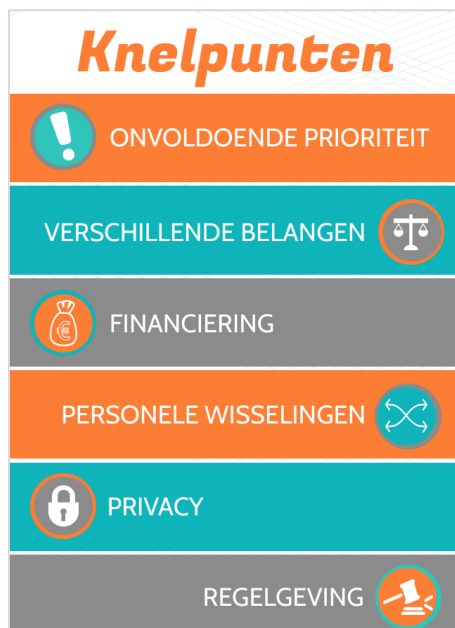 Knelpunten
ONVOLDOENDE PRIORITEIT
VERSCHILLENDE BELANGEN
FINANCIERING
PERSONELE WISSELINGEN
PRIVACY
REGELGEVING